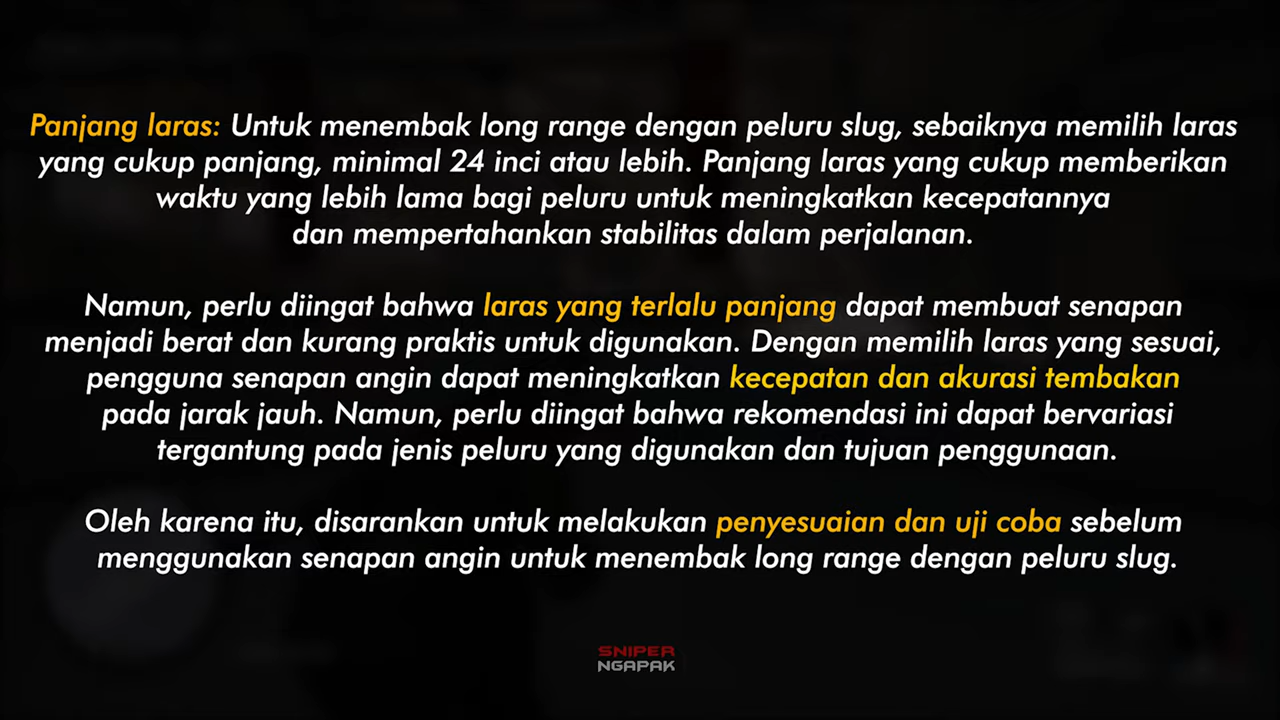 Panjang laras: Untuk menembak long range dengan peluru slug, sebaiknya memilih laras
yang cukup panjang, minimal 24 inci atau lebih. Panjang laras yang cukup memberikan
waktu yang lebih lama bagi peluru untuk meningkatkan kecepatannya
dan mempertahankan stabilitas dalam perjalanan.
Namun, perlu diingat bahwa laras yang terlalu panjang dapat membuat senapan
menjadi berat dan kurang praktis untuk digunakan. Dengan memilih laras yang sesuai,
pengguna senapan angin dapat meningkatkan kecepatan dan akurasi tembakan
pada jarak jauh. Namun, perlu diingat bahwa rekomendasi ini dapat bervariasi
tergantung pada jenis peluru yang digunakan dan tujuan penggunaan.
Oleh karena itu, disarankan untuk melakukan penyesuaian dan uji coba sebelum
menggunakan senapan angin untuk menembak long range dengan peluru slug.
SNIPER
NGAPAK